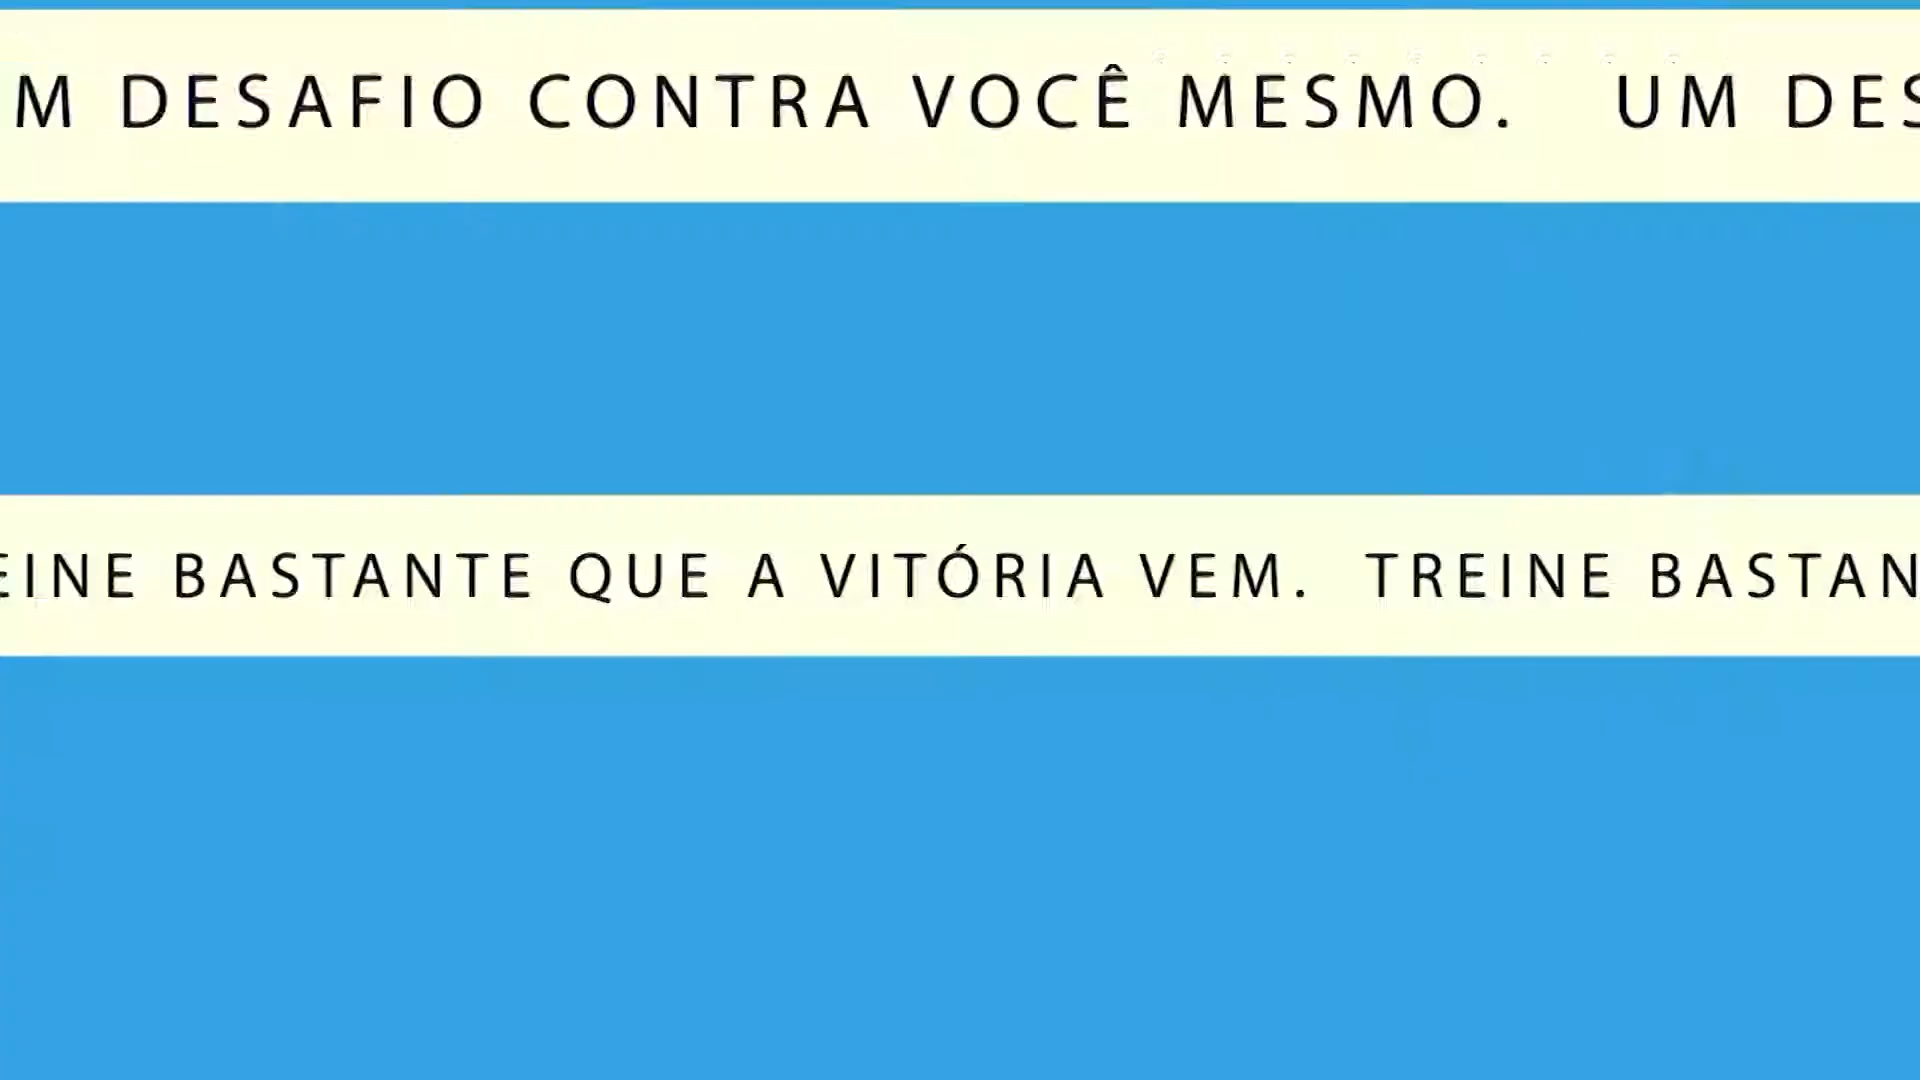 M DESAFIO CONTRA VOCÊ MESMO. UM DES
EINE BASTANTE QUE A VITÓRIA VEM. TREINE BASTAN